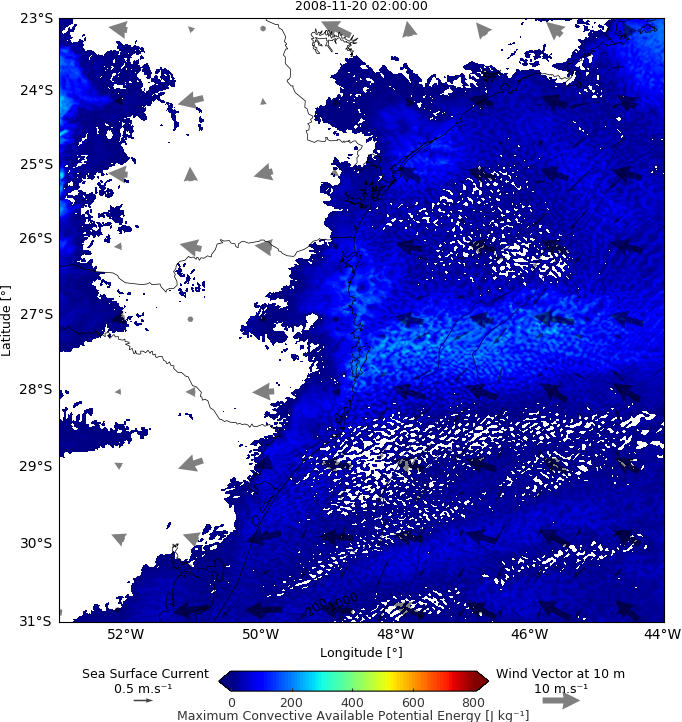 2008-11-20 02:00:00
23°S
24°S
25°S
26°S
27°S
28°S
29°S
30°S
31°S
Latitude [°]
52°W 50°W 48°W 46°W 44°W
Longitude [°]
Sea Surface Current
0.5 m.s⁻¹
Wind Vector at 10 m
10 m.s⁻¹
0 200 400 600 800
Maximum Convective Available Potential Energy [J kg⁻¹]